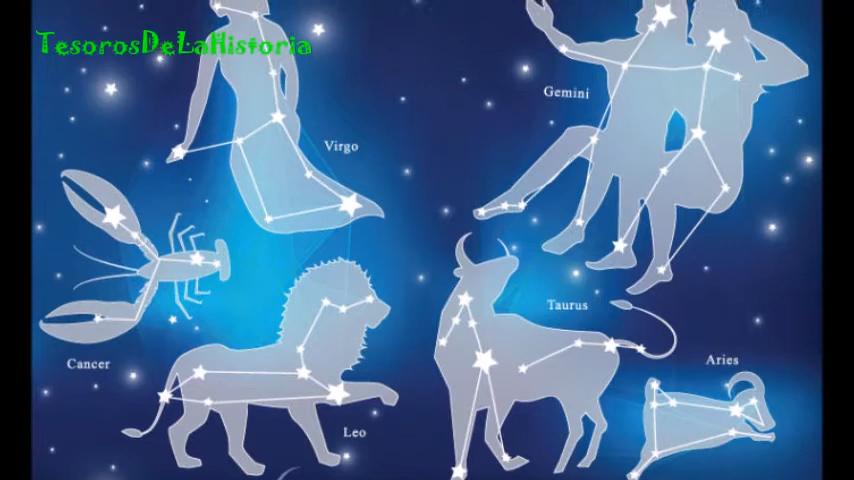 TesorosDeLaHistoria
Gemini
Virgo
Taurus
Cancer
Aries
Leo